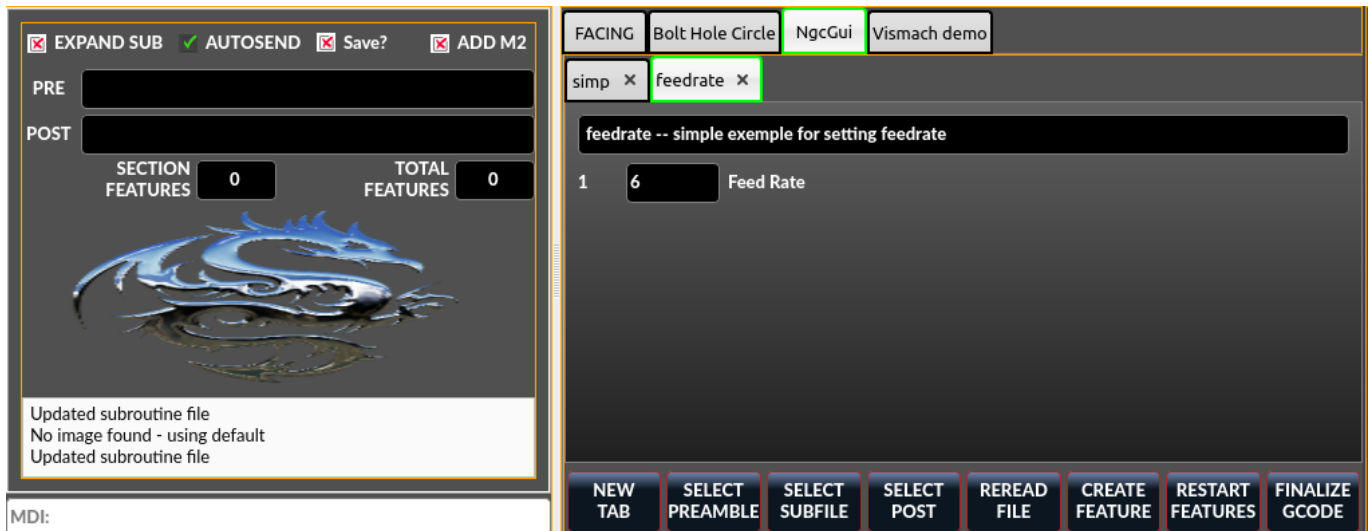 EXPAND SUB AUTOSEND Save? ADD M2
PRE
POST
SECTION FEATURES 0 TOTAL FEATURES 0
Updated subroutine file
No image found - using default
Updated subroutine file
MDI:
FACING Bolt Hole Circle NgcGui Vismach demo
simp feedrate
feedrate -- simple exemple for setting feedrate
1 6 Feed Rate
NEW TAB SELECT PREAMBLE SELECT SUBFILE SELECT POST REREAD FILE CREATE FEATURE RESTART FEATURES FINALIZE GCODE